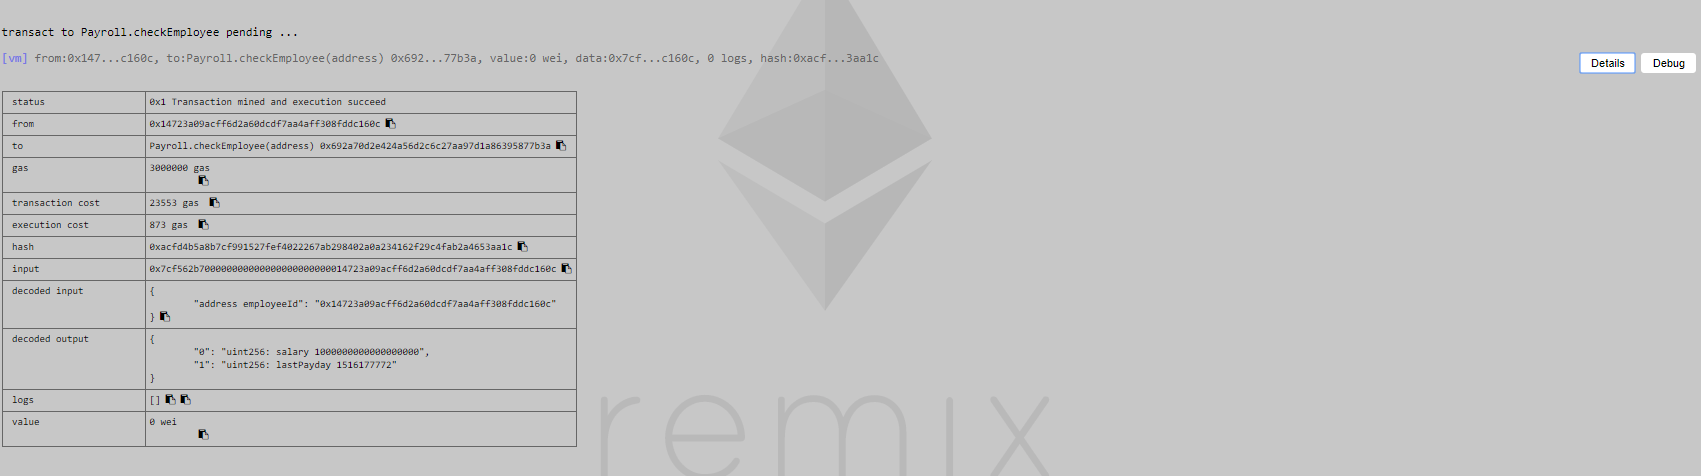 transact to Payroll.checkEmployee pending ...
[vm] from:0x147...c160c, to:Payroll.checkEmployee(address) 0x692...77b3a, value:0 wei, data:0x7cf...c160c, 0 logs, hash:0xacf...3aa1c
Details Debug
status 0x1 Transaction mined and execution succeed
from 0x14723a09acff6d2a60dcdf7aa4aff308fddc160c
to Payroll.checkEmployee(address) 0x692a70d2e424a56d2c6c27aa97d1a86395877b3a
gas 3000000 gas
transaction cost 23553 gas
execution cost 873 gas
hash 0xacfd4b5a8b7cf991527fef4022267ab298402a0a234162f29c4fab2a4653aa1c
input 0x7cf562b700000000000000000000000014723a09acff6d2a60dcdf7aa4aff308fddc160c
decoded input {
"address employeeId": "0x14723a09acff6d2a60dcdf7aa4aff308fddc160c"
}
decoded output {
"0": "uint256: salary 1000000000000000000",
"1": "uint256: lastPayday 1516177772"
}
logs []
value 0 wei
remix